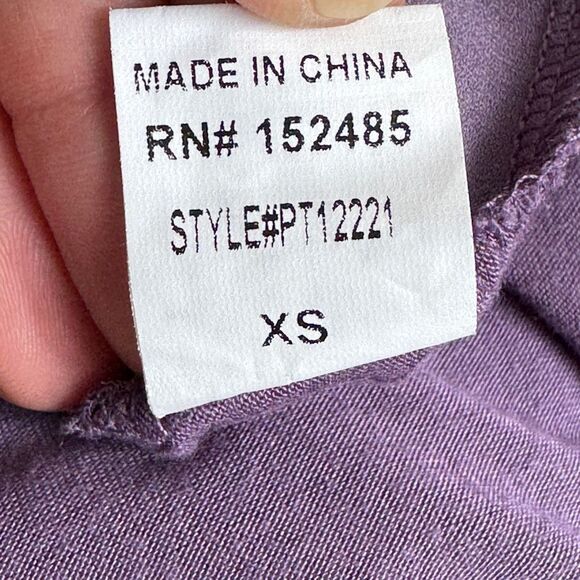 MADE IN CHINA
RN# 152485
STYLE#PT12221
XS